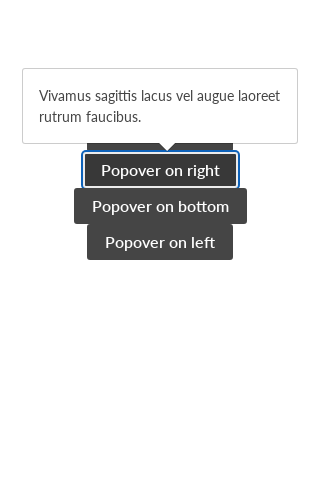 Vivamus sagittis lacus vel augue laoreet
rutrum faucibus.
Popover on right
Popover on bottom
Popover on left